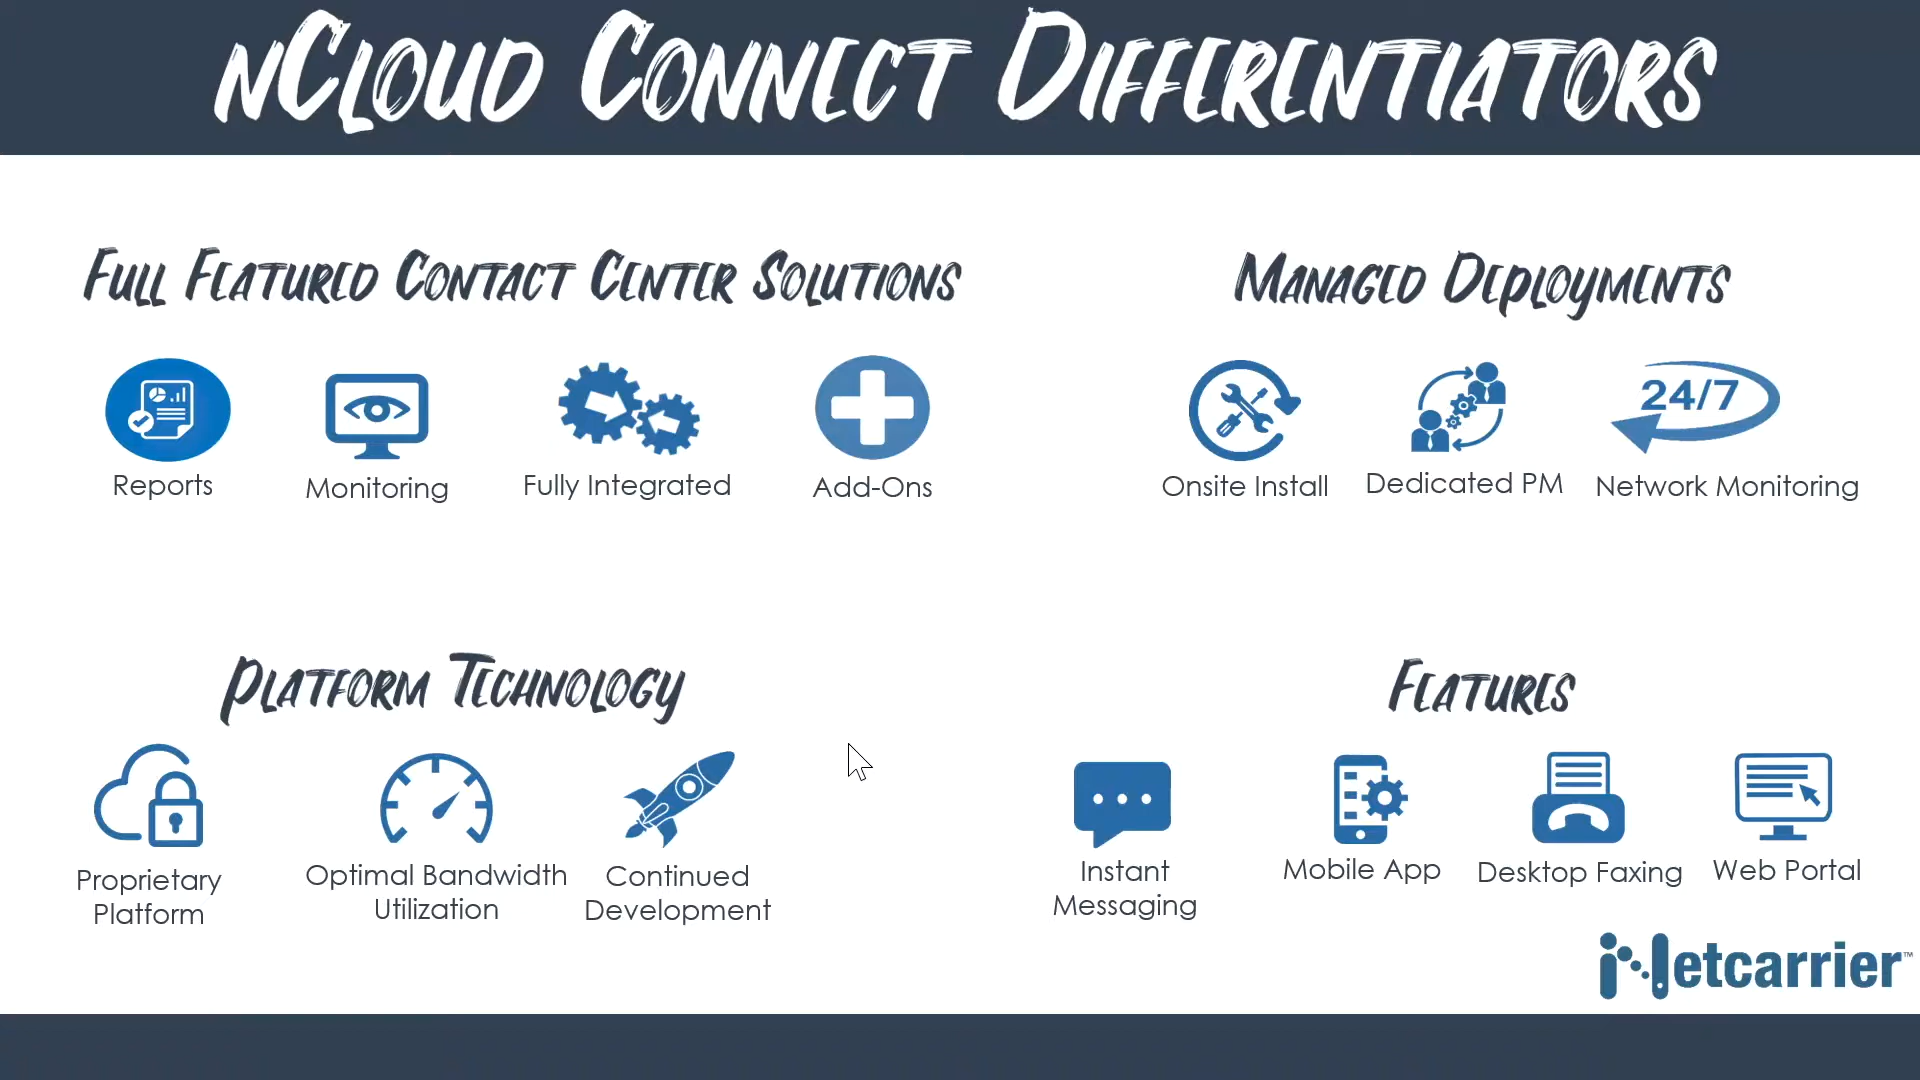 nCloud Connect Differentiators
Full Featured Contact Center Solutions
Reports
Monitoring
Fully Integrated
Add-Ons
Managed Deployments
Onsite Install
Dedicated PM
24/7
Network Monitoring
Platform Technology
Proprietary
Platform
Optimal Bandwidth
Utilization
Continued
Development
Features
Instant
Messaging
Mobile App
Desktop Faxing
Web Portal
Netcarrier™